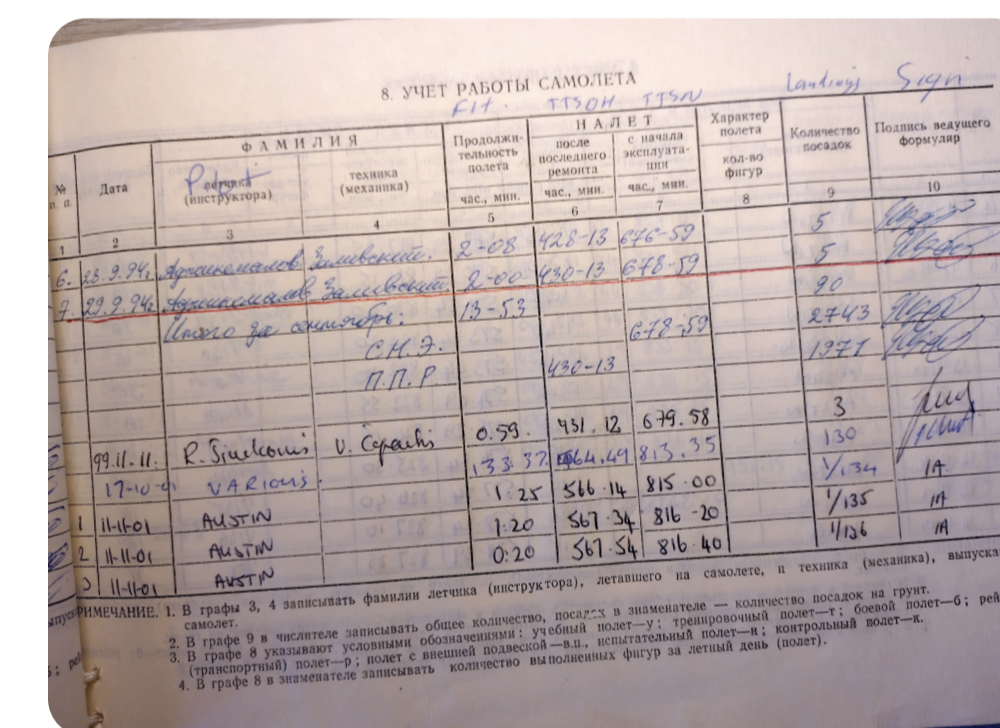 8. УЧЕТ РАБОТЫ САМОЛЕТА
Flt. TTSOH TTSN Landings Sign
№ п. п. Дата ФАМИЛИЯ Продолжительность полета НАЛЕТ Характер полета Количество посадок Подпись ведущего формуляр
летчика (инструктора) Pilot техника (механика) после последнего ремонта с начала эксплуатации кол-во фигур
час., мин. час., мин. час., мин.
1 2 3 4 5 6 7 8 9 10
6. 28.9.94г. Заливский. 2-08 428-13 676-59 5
7. 29.9.94г. Заливский. 2-00 430-13 678-59 5
Итого за сентябрь: 13-53 90
С.Н.Э. 678-59 2743
П.П.Р. 430-13 1971
99.11.11. R. 0.59. 431.12 679.58 3
17-10-01 VARIOUS. 133.37 564.49 813.35 130
1 11-11-01 AUSTIN 1:25 566.14 815.00 1/134 IA
2 11-11-01 AUSTIN 1:20 567.34 816.20 1/135 IA
3 11-11-01 AUSTIN 0:20 567.54 816.40 1/136 IA
ПРИМЕЧАНИЕ. 1. В графы 3, 4 записывать фамилии летчика (инструктора), летавшего на самолете, и техника (механика), выпуска
самолет.
2. В графе 9 в числителе записывать общее количество, посадок в знаменателе — количество посадок на грунт.
3. В графе 8 указывают условными обозначениями: учебный полет—у; тренировочный полет—т; боевой полет—б; рей
(транспортный) полет—р; полет с внешней подвеской—в.п., испытательный полет—и; контрольный полет—к.
4. В графе 8 в знаменателе записывать количество выполненных фигур за летный день (полет).